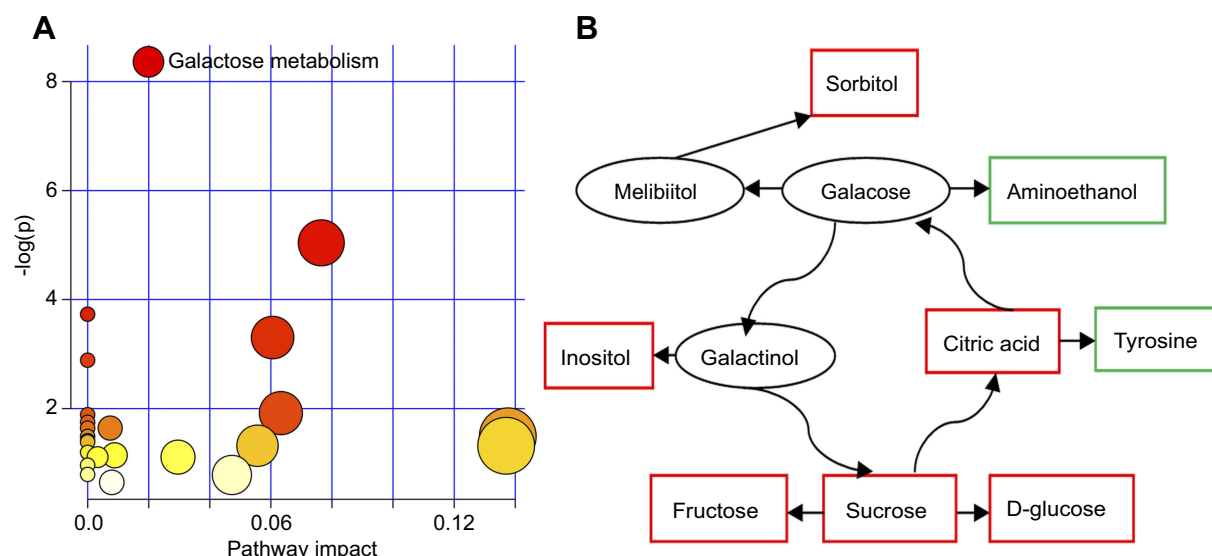 A
B
Galactose metabolism
8
6
4
2
-log(p)
0.0
0.06
0.12
Pathway impact
Sorbitol
Melibiitol
Galacose
Aminoethanol
Inositol
Galactinol
Citric acid
Tyrosine
Fructose
Sucrose
D-glucose